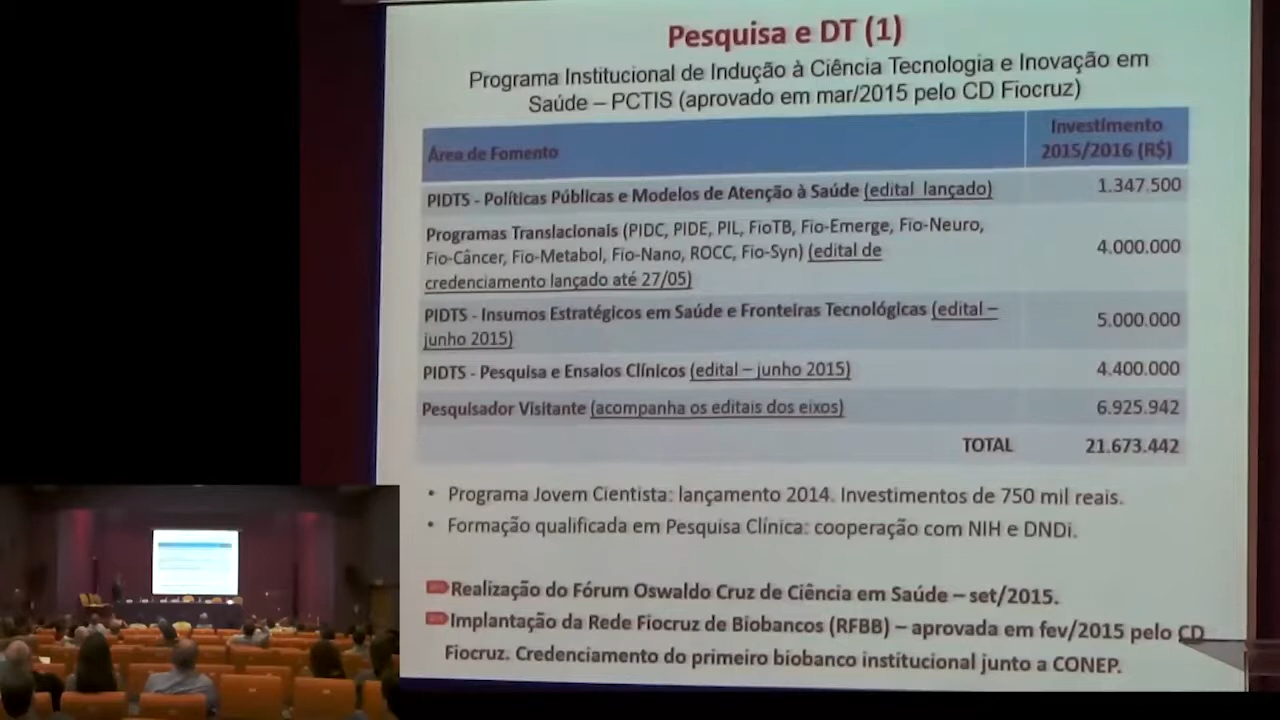 Pesquisa e DT (1)
Programa Institucional de Indução à Ciência Tecnologia e Inovação em
Saúde – PCTIS (aprovado em mar/2015 pelo CD Fiocruz)
Área de Fomento
Investimento
2015/2016 (R$)
PIDTS - Políticas Públicas e Modelos de Atenção à Saúde (edital lançado)
1.347.500
Programas Translacionais (PIDC, PIDE, PIL, FioTB, Fio-Emerge, Fio-Neuro,
Fio-Câncer, Fio-Metabol, Fio-Nano, ROCC, Fio-Syn) (edital de
credenciamento lançado até 27/05)
4.000.000
PIDTS - Insumos Estratégicos em Saúde e Fronteiras Tecnológicas (edital –
junho 2015)
5.000.000
PIDTS - Pesquisa e Ensaios Clínicos (edital – junho 2015)
4.400.000
Pesquisador Visitante (acompanha os editais dos eixos)
6.925.942
TOTAL
21.673.442
• Programa Jovem Cientista: lançamento 2014. Investimentos de 750 mil reais.
• Formação qualificada em Pesquisa Clínica: cooperação com NIH e DNDi.
Realização do Fórum Oswaldo Cruz de Ciência em Saúde – set/2015.
Implantação da Rede Fiocruz de Biobancos (RFBB) – aprovada em fev/2015 pelo CD
Fiocruz. Credenciamento do primeiro biobanco institucional junto a CONEP.